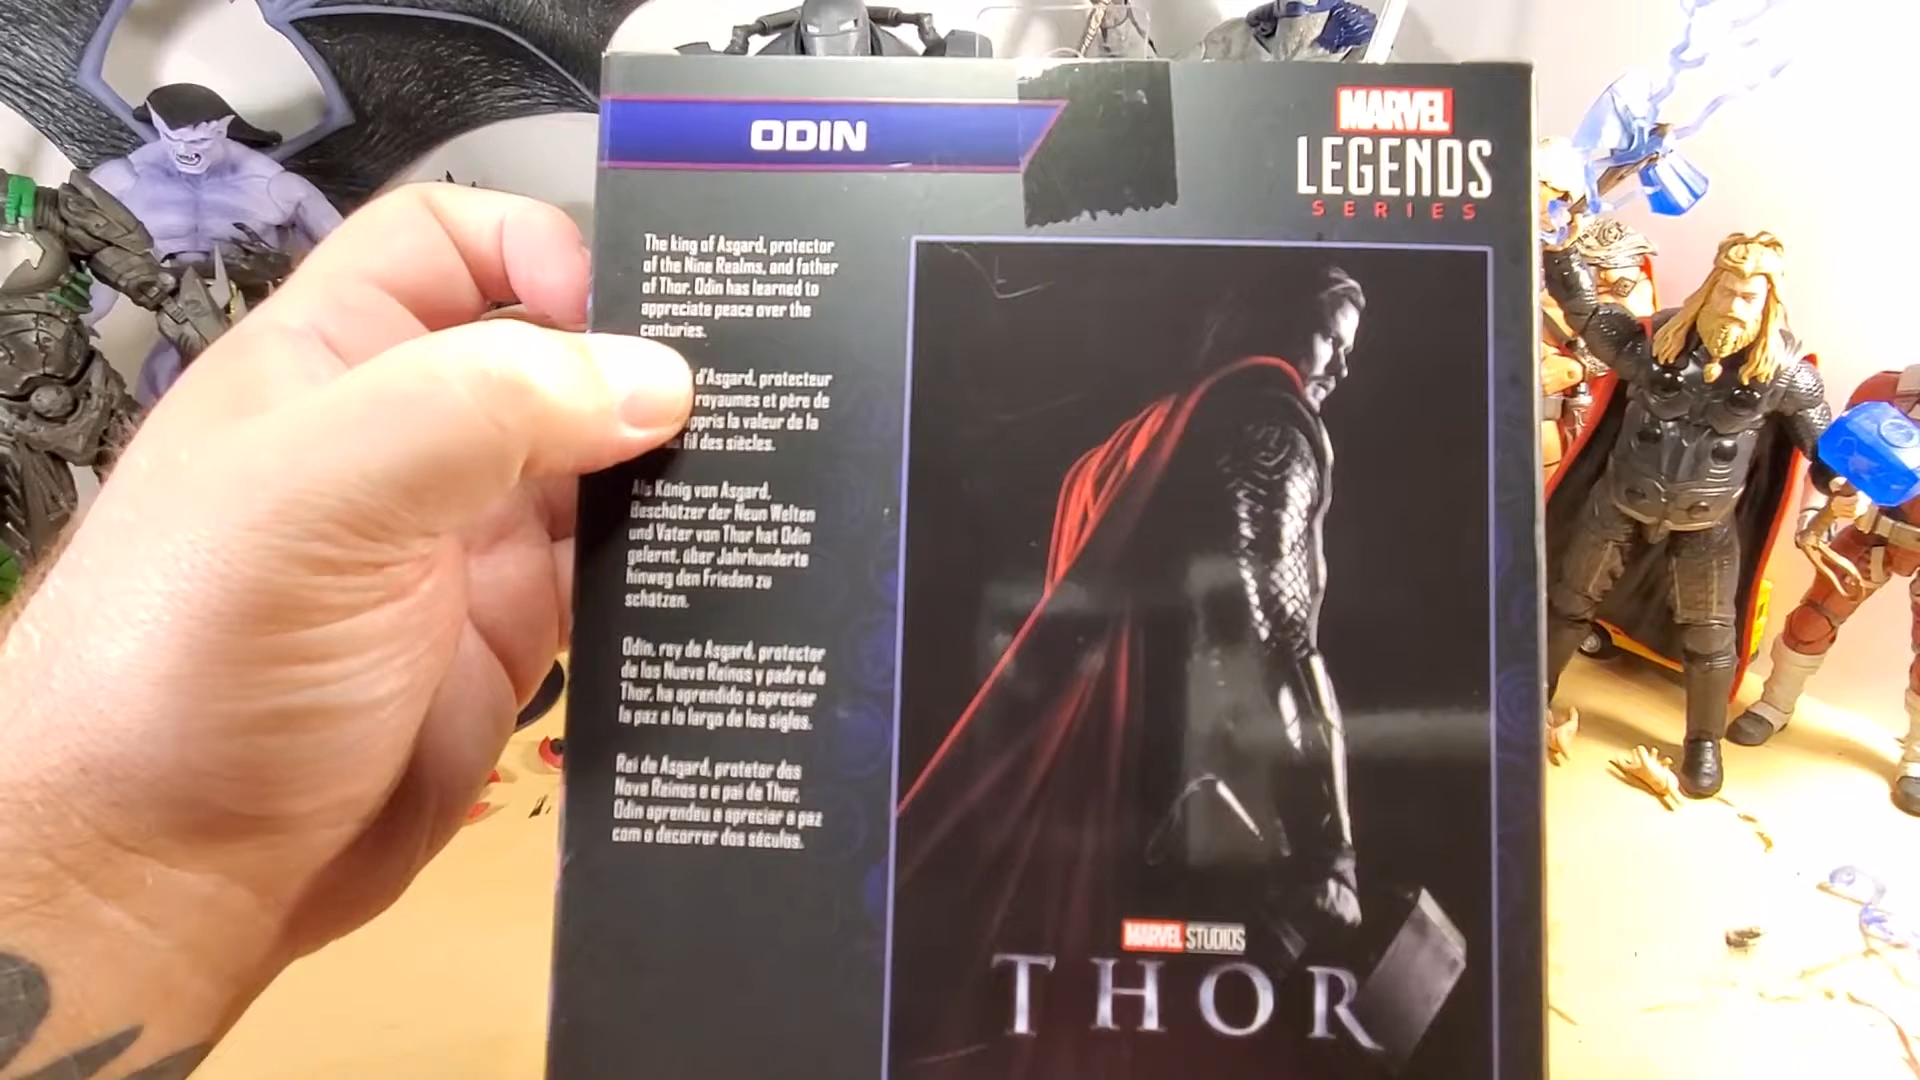 ODIN
MARVEL
LEGENDS
SERIES
The king of Asgard, protector
of the Nine Realms, and father
of Thor, Odin has learned to
appreciate peace over the
centuries.
d'Asgard, protecteur
royaumes et père de
appris la valeur de la
fil des siècles.
Als König von Asgard,
Beschützer der Neun Welten
und Vater von Thor hat Odin
gelernt, über Jahrhunderte
hinweg den Frieden zu
schätzen.
Odin, rey de Asgard, protector
de los Nueve Reinos y padre de
Thor, ha aprendido a apreciar
la paz a lo largo de los siglos.
Rei de Asgard, protetor dos
Nove Reinos e o pai de Thor,
Odin aprendeu a apreciar a paz
com o decorrer dos séculos.
MARVEL STUDIOS
THOR